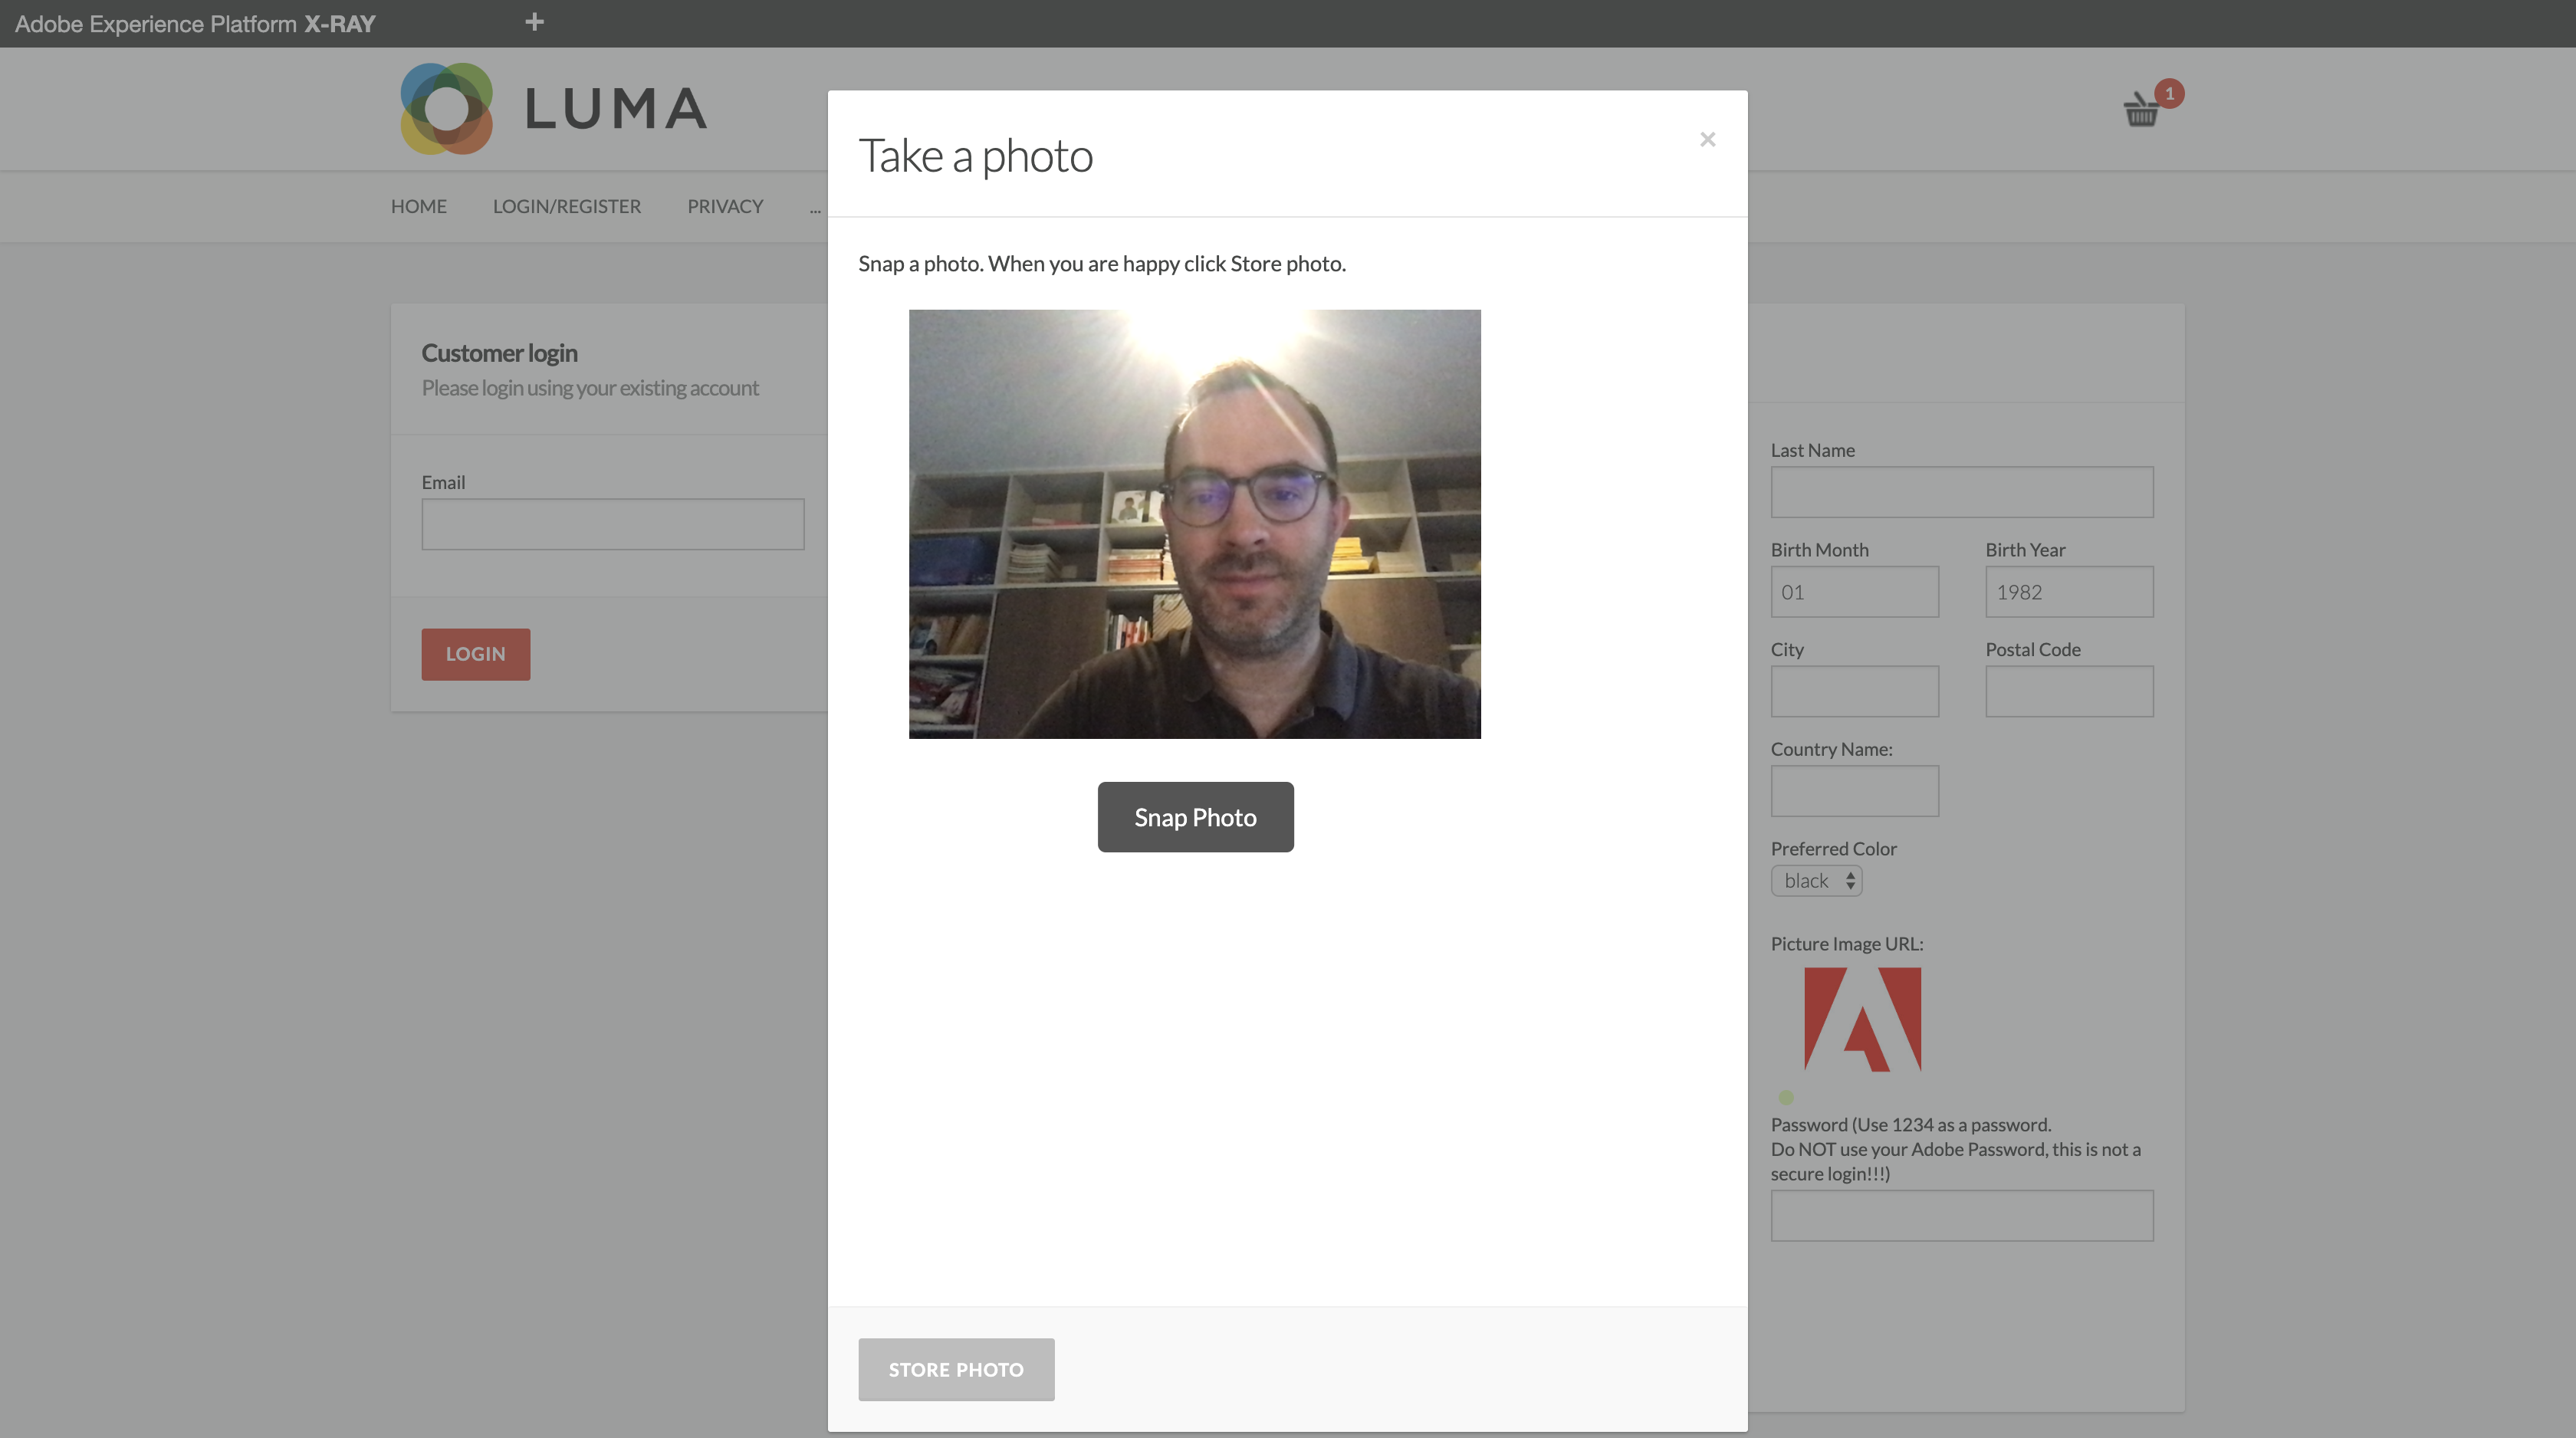 Adobe Experience Platform X-RAY
+
LUMA
1
HOME
LOGIN/REGISTER
PRIVACY
...
Take a photo
×
Snap a photo. When you are happy click Store photo.
Snap Photo
STORE PHOTO
Customer login
Please login using your existing account
Email
LOGIN
Last Name
Birth Month
Birth Year
01
1982
City
Postal Code
Country Name:
Preferred Color
black
Picture Image URL:
Password (Use 1234 as a password.
Do NOT use your Adobe Password, this is not a
secure login!!!)